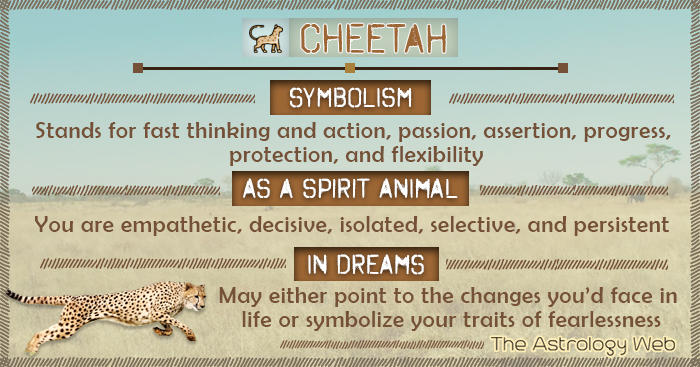 CHEETAH
SYMBOLISM
Stands for fast thinking and action, passion, assertion, progress,
protection, and flexibility
AS A SPIRIT ANIMAL
You are empathetic, decisive, isolated, selective, and persistent
IN DREAMS
May either point to the changes you'd face in
life or symbolize your traits of fearlessness
The Astrology Web